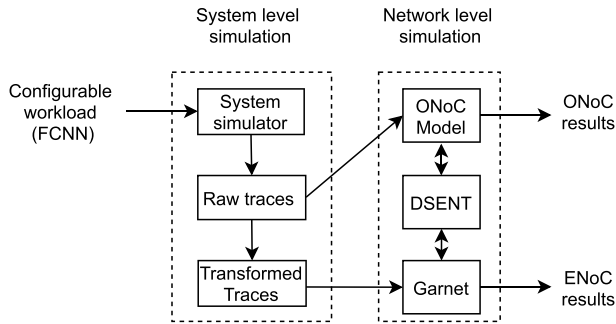 System level
simulation
Network level
simulation
Configurable
workload
(FCNN)
System
simulator
Raw traces
Transformed
Traces
ONoC
Model
DSENT
Garnet
ONoC
results
ENoC
results